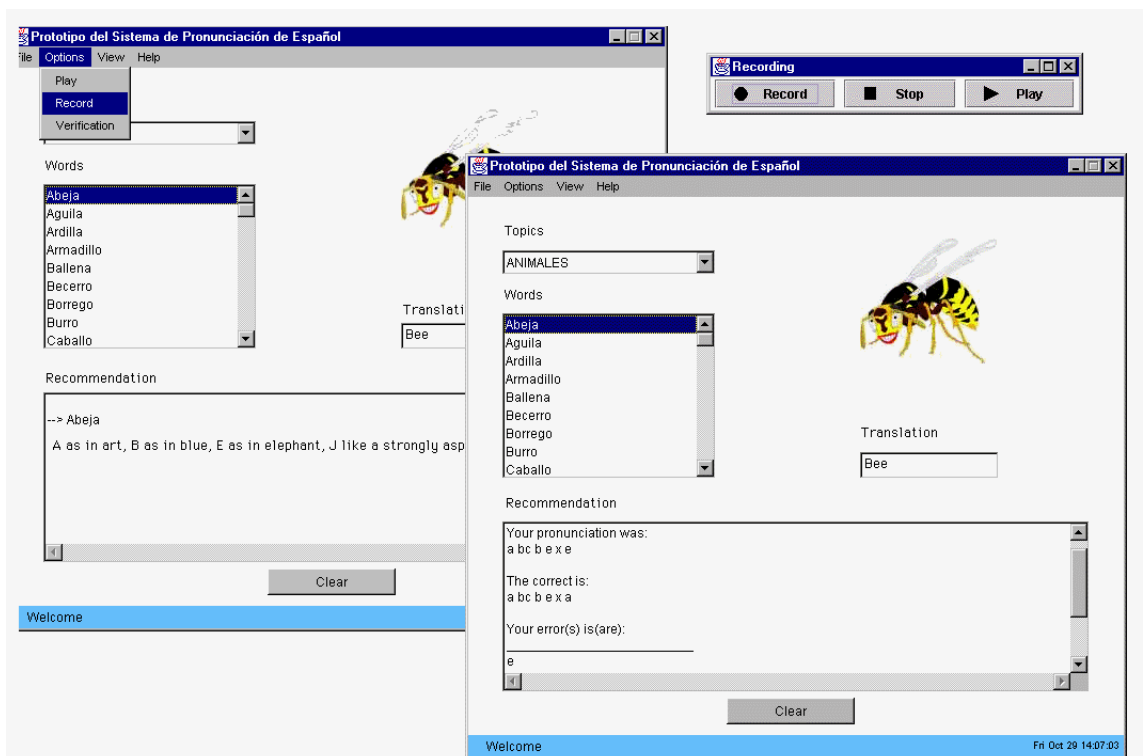 Prototipo del Sistema de Pronunciación de Español
File Options View Help
Play
Record
Verification
Words
Abeja
Aguila
Ardilla
Armadillo
Ballena
Becerro
Borrego
Burro
Caballo
Translati
Bee
Recommendation
--> Abeja
A as in art, B as in blue, E as in elephant, J like a strongly asp
Clear
Welcome
Recording
Record Stop Play
Prototipo del Sistema de Pronunciación de Español
File Options View Help
Topics
ANIMALES
Words
Abeja
Aguila
Ardilla
Armadillo
Ballena
Becerro
Borrego
Burro
Caballo
Translation
Bee
Recommendation
Your pronunciation was:
a bc b e x e
The correct is:
a bc b e x a
Your error(s) is(are):
e
Clear
Welcome Fri Oct 29 14:07:03